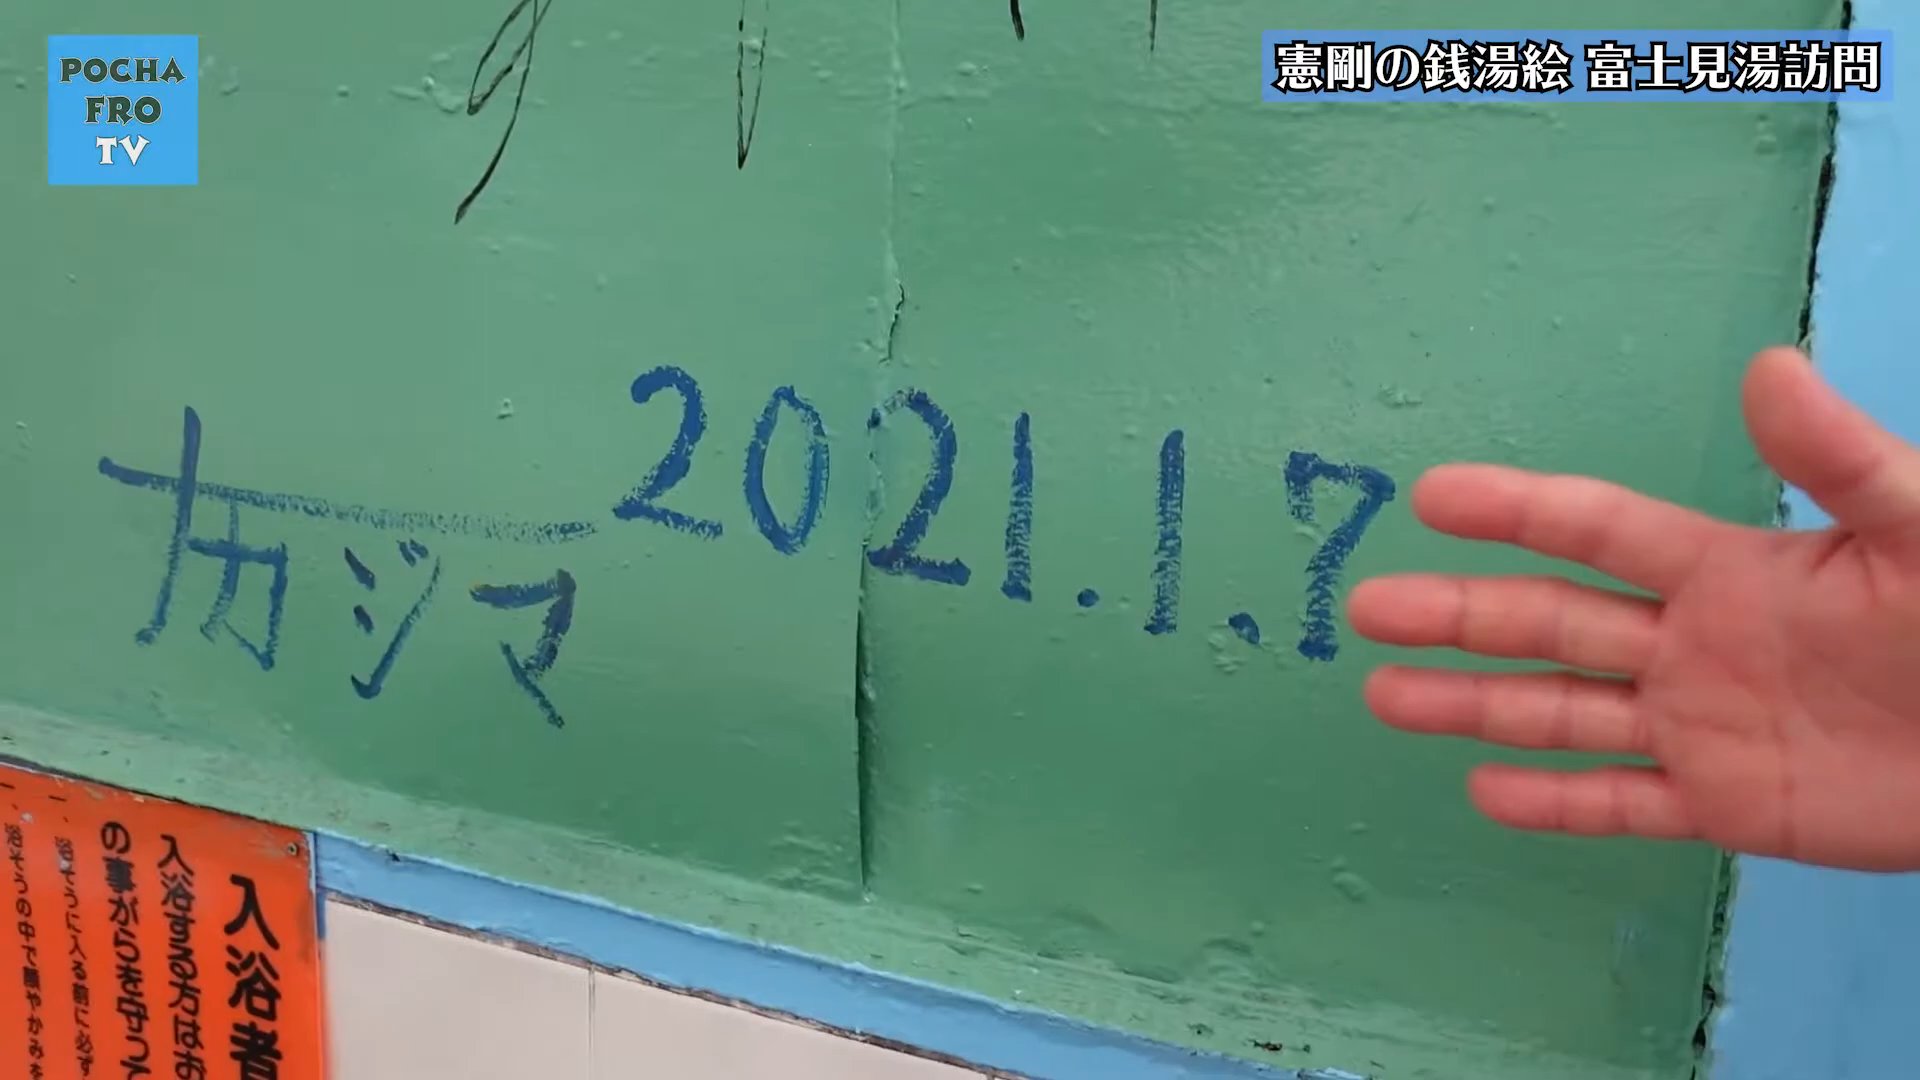 POCHA
FRO
TV
憲剛の銭湯絵 富士見湯訪問
2021.1.7
カジマ
入浴者
入浴する方はお
の事がらを守って